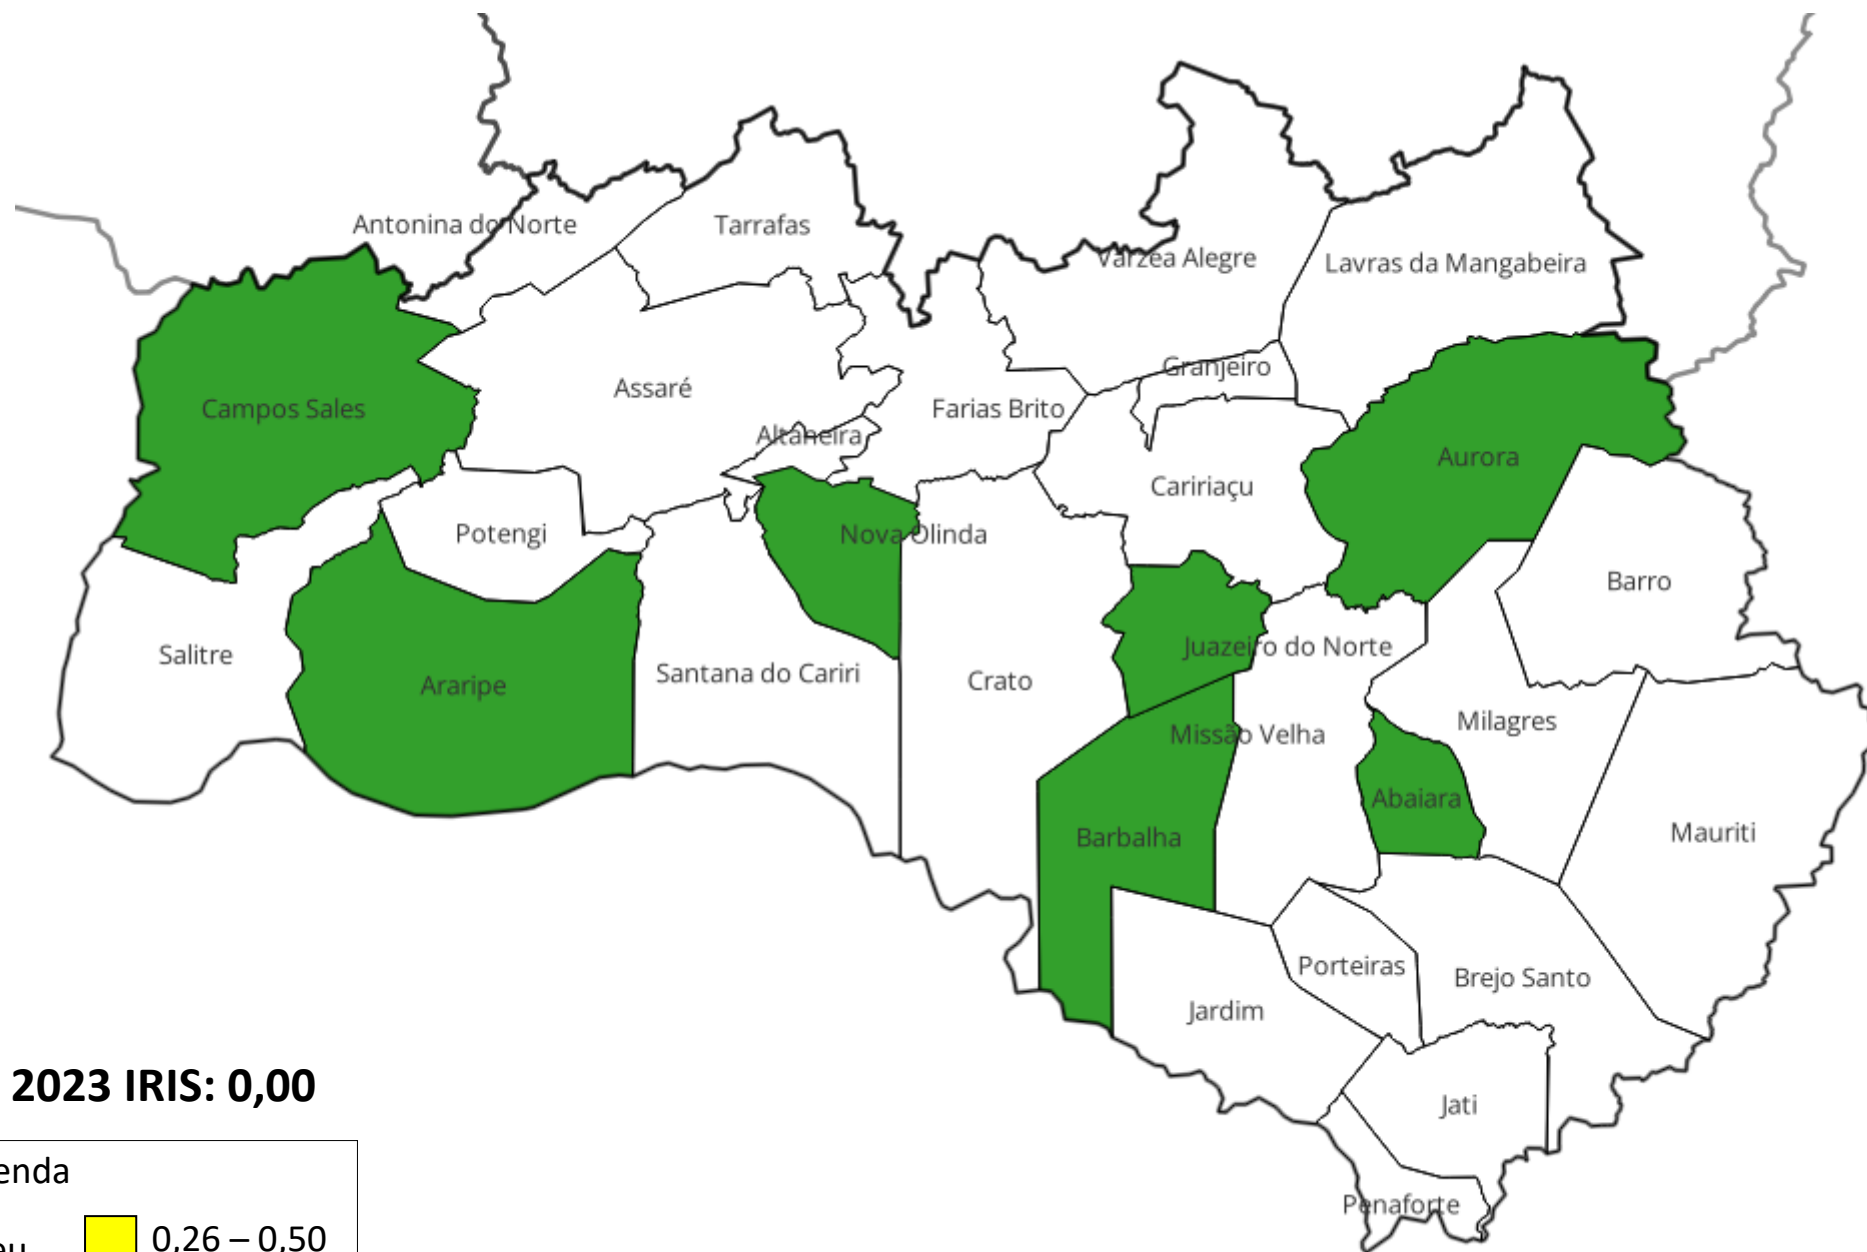 Antonina do Norte
Tarrafas
Várzea Alegre
Lavras da Mangabeira
Granjeiro
Assaré
Campos Sales
Farias Brito
Altaneira
Aurora
Caririaçu
Potengi
Nova Olinda
Barro
Salitre
Juazeiro do Norte
Santana do Cariri
Crato
Araripe
Milagres
Missão Velha
Abaiara
Mauriti
Barbalha
Porteiras
Brejo Santo
Jardim
2023 IRIS: 0,00
Jati
enda
Penaforte
0,26 – 0,50